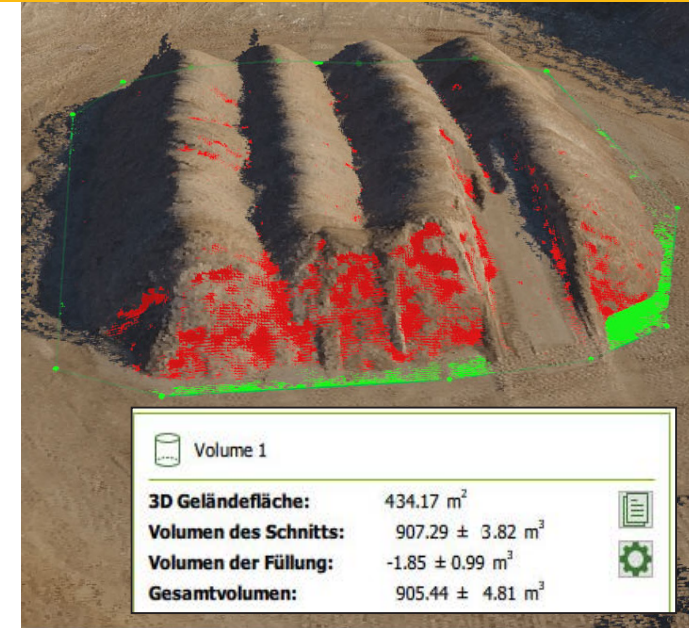 Volume 1
3D Geländefläche: 434.17 m²
Volumen des Schnitts: 907.29 ± 3.82 m³
Volumen der Füllung: -1.85 ± 0.99 m³
Gesamtvolumen: 905.44 ± 4.81 m³